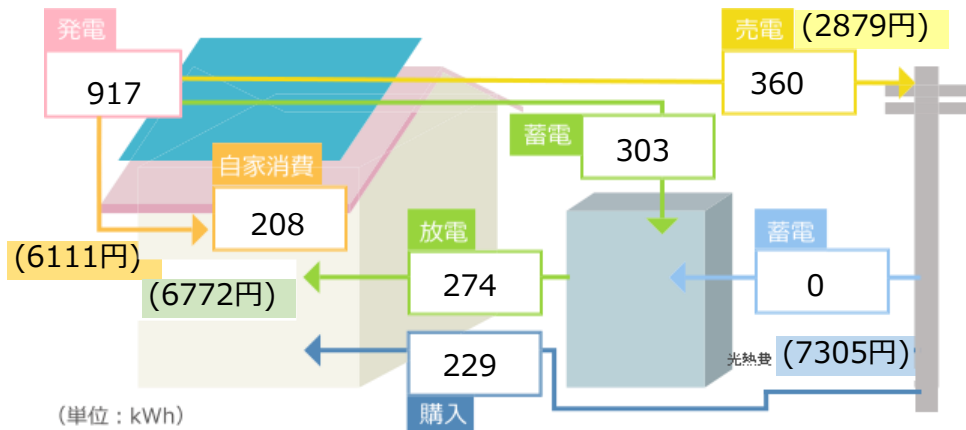 発電
917
売電 (2879円)
360
蓄電
303
自家消費
208
(6111円)
放電
274
(6772円)
蓄電
0
光熱費 (7305円)
229
購入
(単位：kWh)